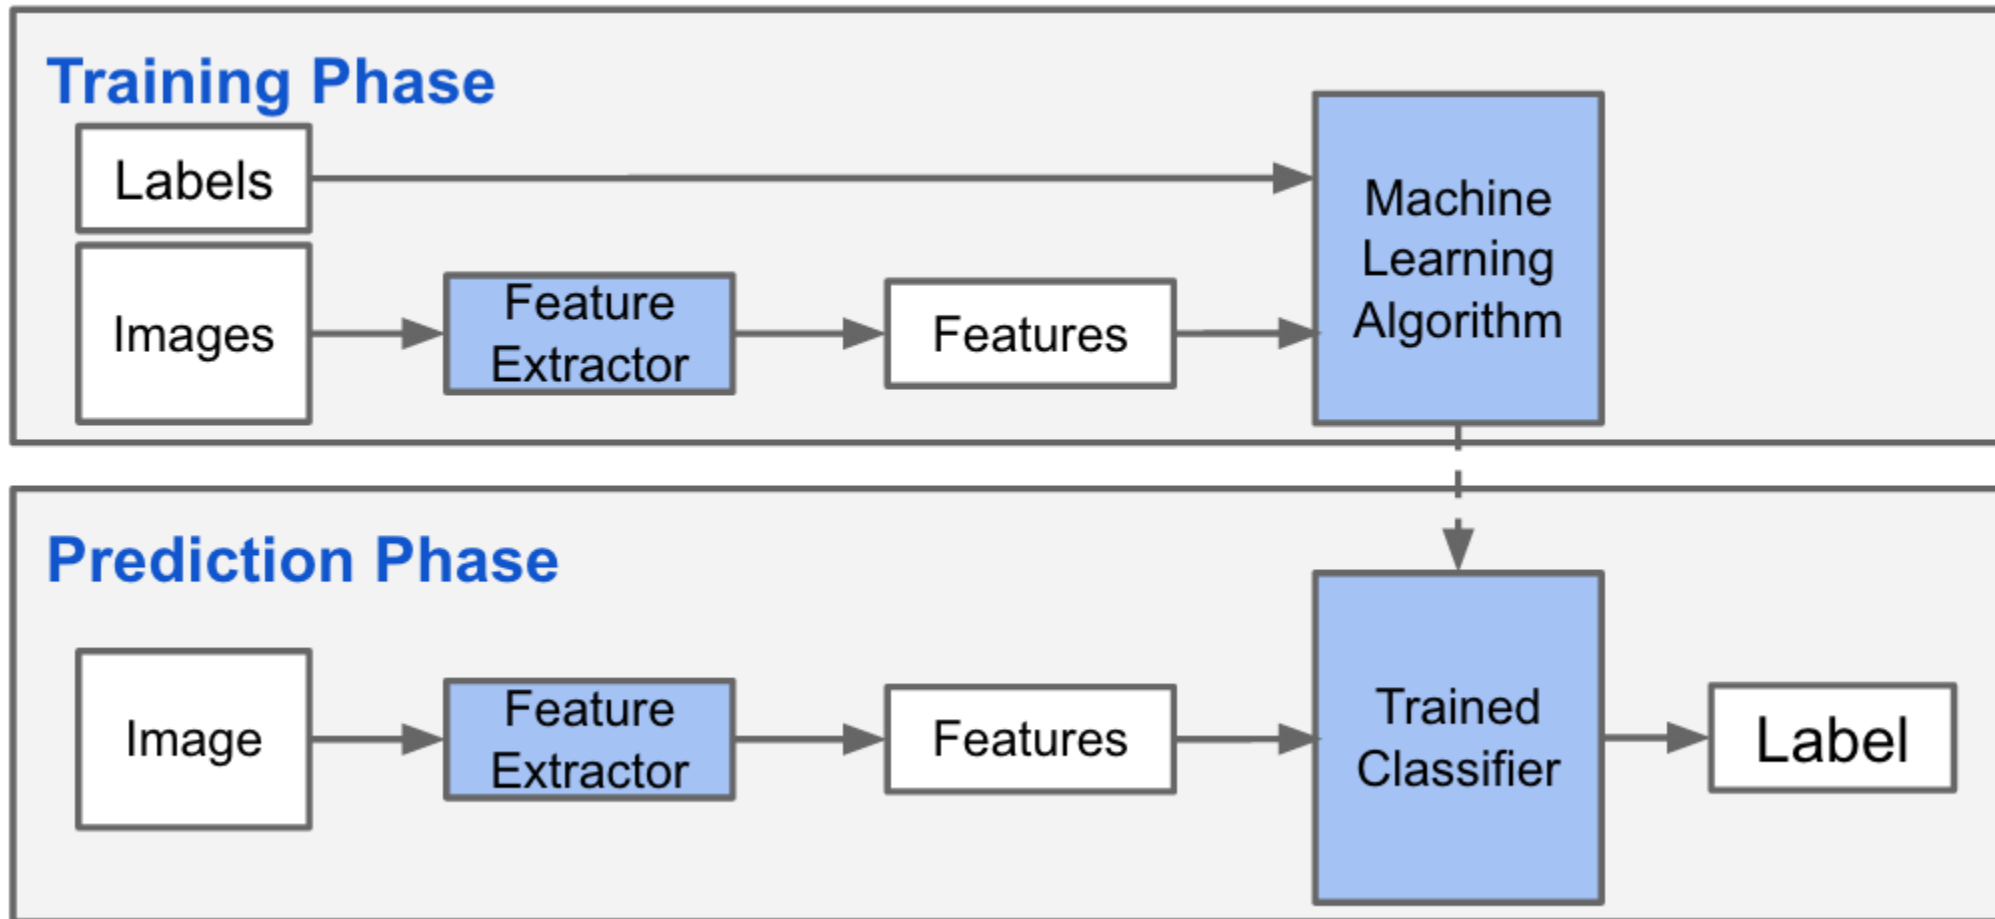 Training Phase
Labels
Images
Feature
Extractor
Features
Machine
Learning
Algorithm
Prediction Phase
Image
Feature
Extractor
Features
Trained
Classifier
Label